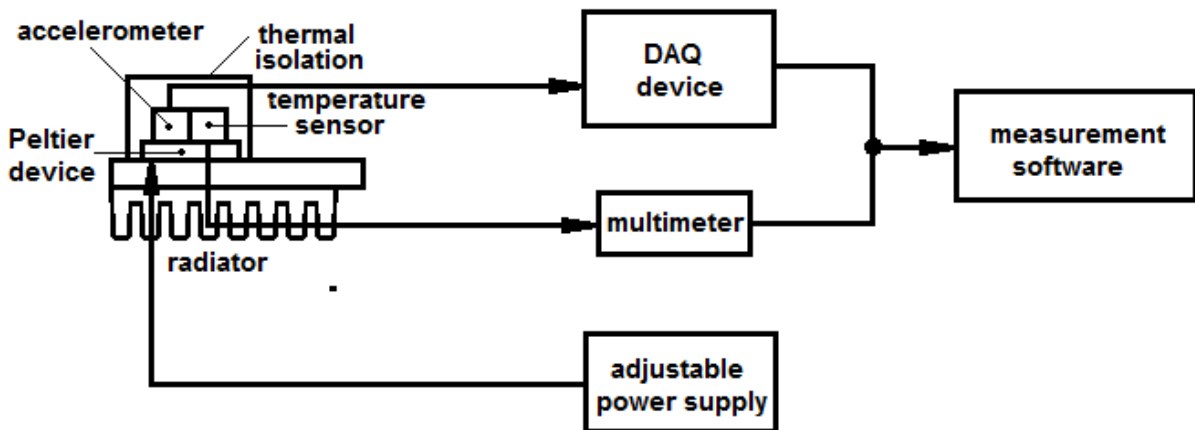 accelerometer
thermal
isolation
temperature
sensor
Peltier
device
radiator
DAQ
device
multimeter
measurement
software
adjustable
power supply